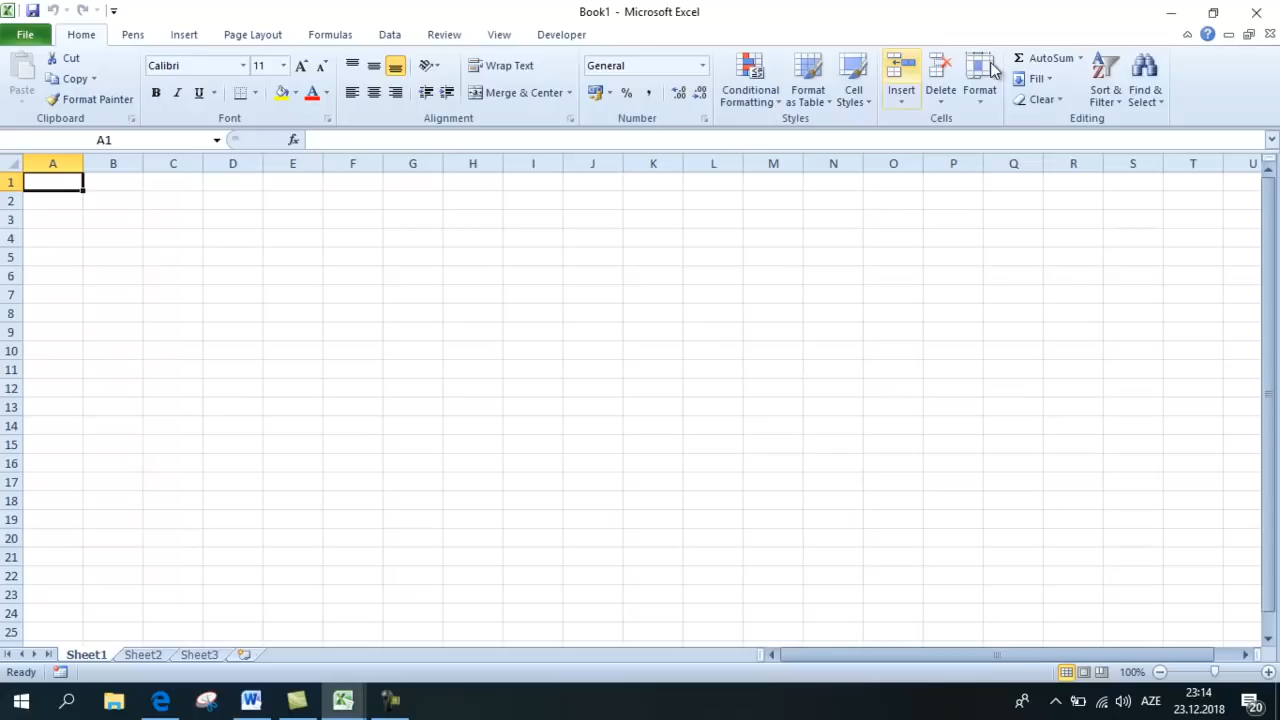 Book1 - Microsoft Excel
File Home Pens Insert Page Layout Formulas Data Review View Developer
Paste
Cut
Copy
Format Painter
Clipboard
Calibri 11
B I U
Font
Wrap Text
Merge & Center
Alignment
General
% ,
Number
Conditional Formatting
Format as Table
Cell Styles
Styles
Insert
Delete
Format
Cells
Σ AutoSum
Fill
Clear
Sort & Filter
Find & Select
Editing
A1 fx
A B C D E F G H I J K L M N O P Q R S T U
1
2
3
4
5
6
7
8
9
10
11
12
13
14
15
16
17
18
19
20
21
22
23
24
25
Sheet1 Sheet2 Sheet3
Ready 100%
AZE 23:14
23.12.2018 20